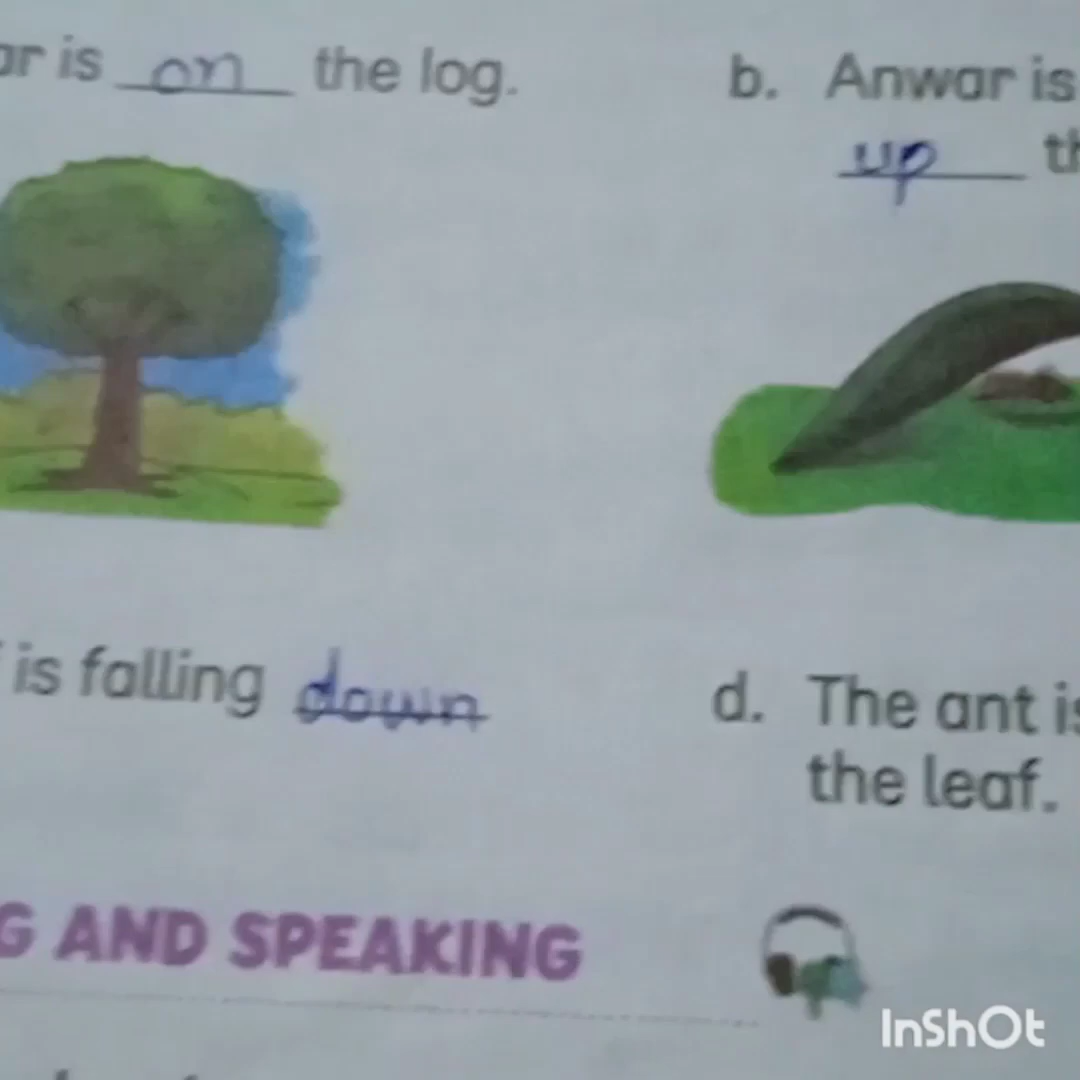 ar is on the log.
b. Anwar is
up th
is falling down
d. The ant is
the leaf.
G AND SPEAKING
InShOt